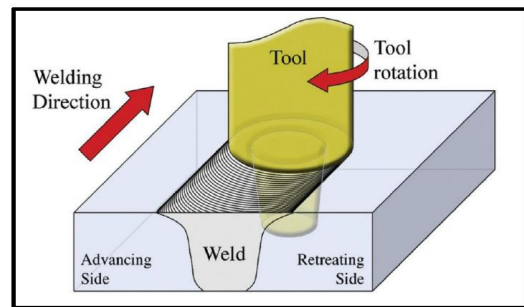 Tool
Tool
rotation
Welding
Direction
Weld
Advancing
Side
Retreating
Side